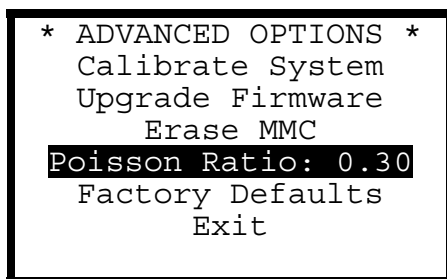 * ADVANCED OPTIONS *
Calibrate System
Upgrade Firmware
Erase MMC
Poisson Ratio: 0.30
Factory Defaults
Exit